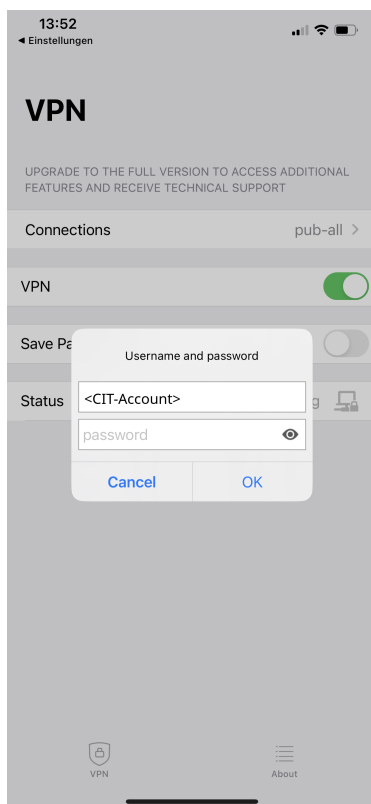 13:52
◀ Einstellungen
VPN
UPGRADE TO THE FULL VERSION TO ACCESS ADDITIONAL
FEATURES AND RECEIVE TECHNICAL SUPPORT
Connections pub-all
VPN
Save Pa
Username and password
<CIT-Account>
Status g
password
Cancel OK
VPN About